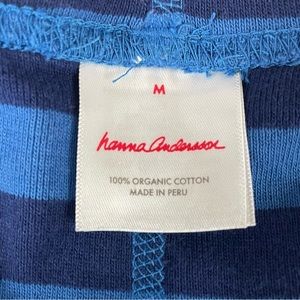 M
hanna andersson
100% ORGANIC COTTON
MADE IN PERU